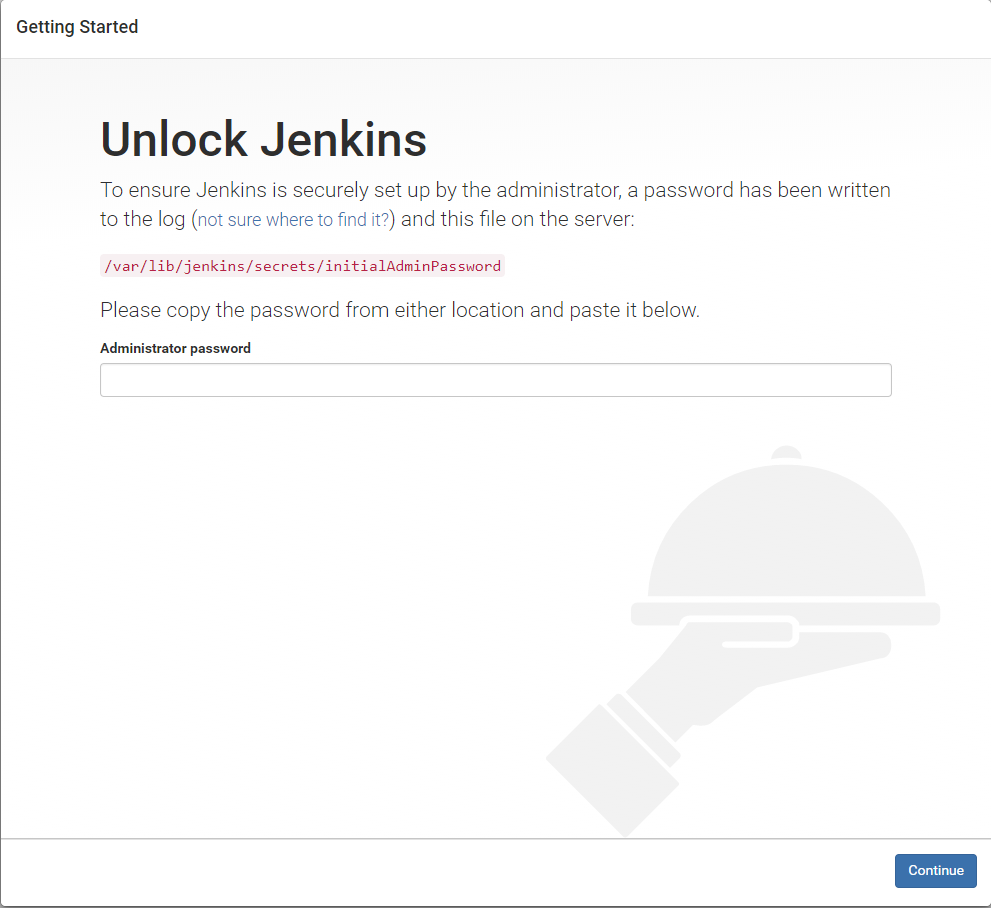 Getting Started
Unlock Jenkins
To ensure Jenkins is securely set up by the administrator, a password has been written
to the log (not sure where to find it?) and this file on the server:
/var/lib/jenkins/secrets/initialAdminPassword
Please copy the password from either location and paste it below.
Administrator password
Continue